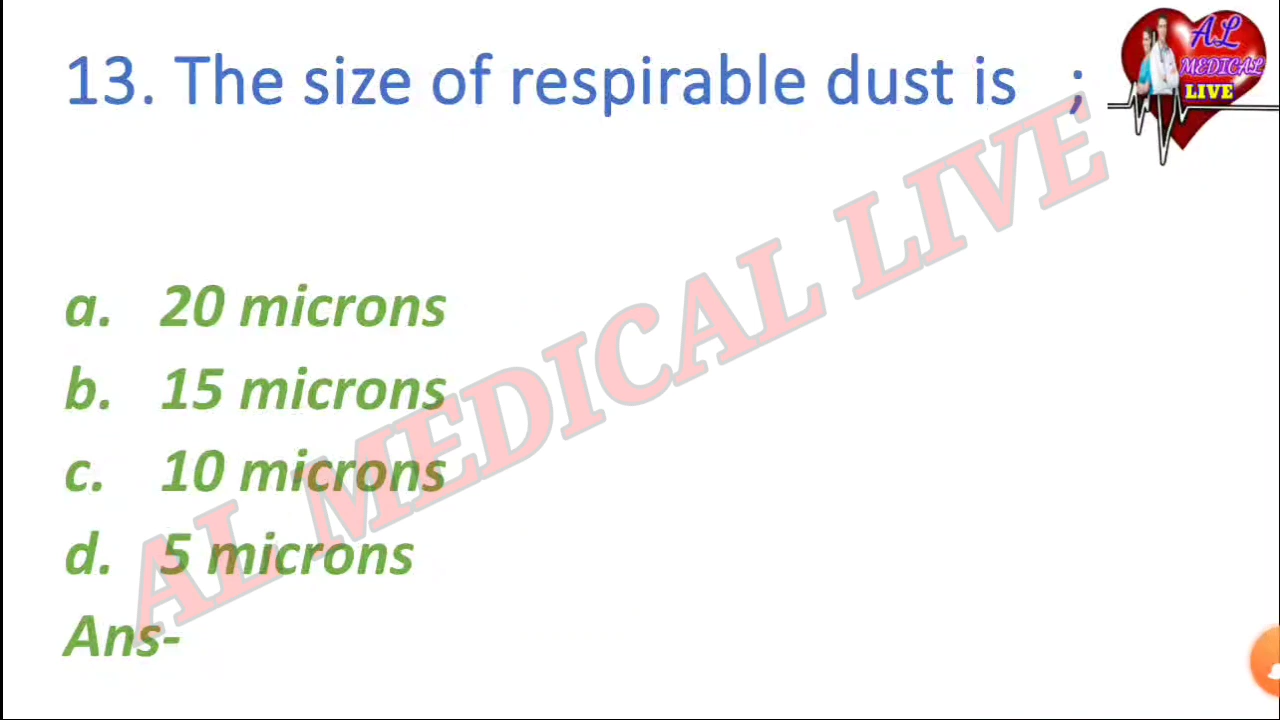 13. The size of respirable dust is ;
AL
MEDICAL
LIVE
a. 20 microns
b. 15 microns
c. 10 microns
d. 5 microns
Ans-
AL MEDICAL LIVE